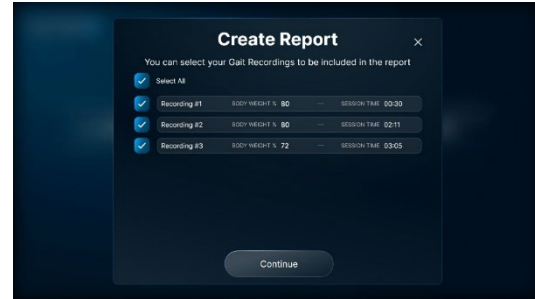 Create Report ×
You can select your Gait Recordings to be included in the report
Select All
Recording #1 BODY WEIGHT % 80 — SESSION TIME 00:30
Recording #2 BODY WEIGHT % 80 — SESSION TIME 02:11
Recording #3 BODY WEIGHT % 72 — SESSION TIME 03:05
Continue